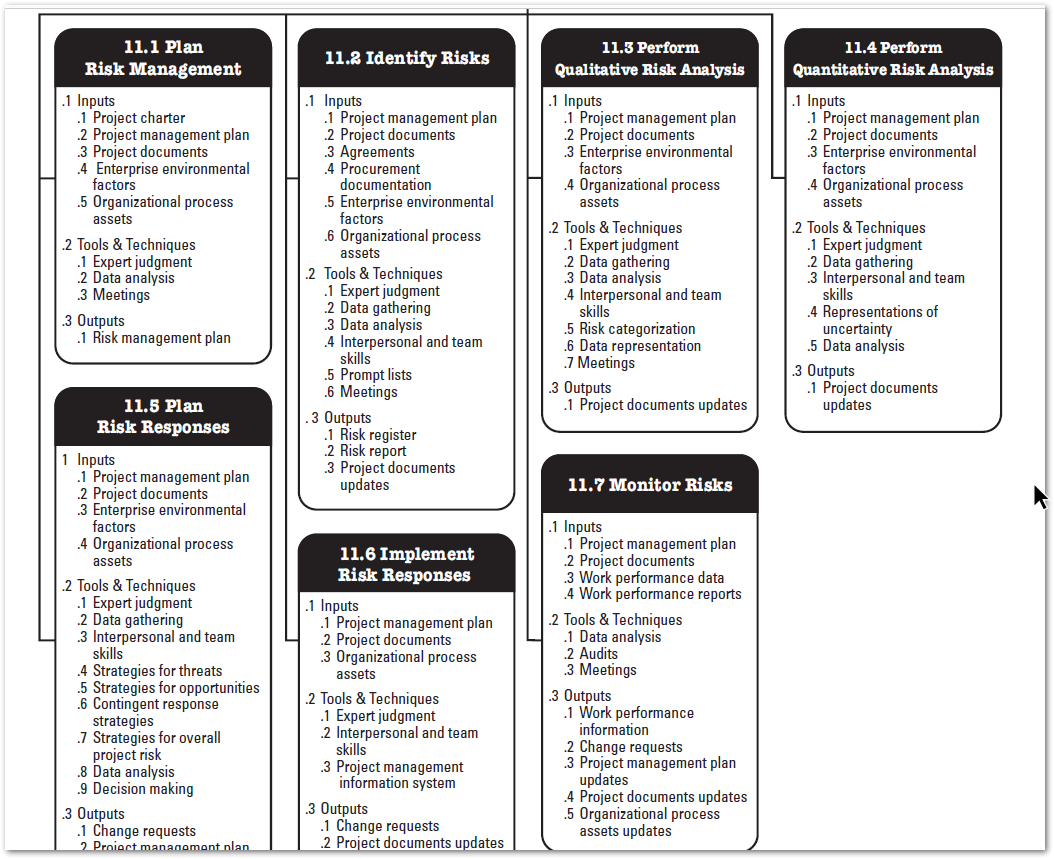 11.1 Plan
Risk Management
.1 Inputs
.1 Project charter
.2 Project management plan
.3 Project documents
.4 Enterprise environmental
factors
.5 Organizational process
assets
.2 Tools & Techniques
.1 Expert judgment
.2 Data analysis
.3 Meetings
.3 Outputs
.1 Risk management plan
11.2 Identify Risks
.1 Inputs
.1 Project management plan
.2 Project documents
.3 Agreements
.4 Procurement
documentation
.5 Enterprise environmental
factors
.6 Organizational process
assets
.2 Tools & Techniques
.1 Expert judgment
.2 Data gathering
.3 Data analysis
.4 Interpersonal and team
skills
.5 Prompt lists
.6 Meetings
.3 Outputs
.1 Risk register
.2 Risk report
.3 Project documents
updates
11.3 Perform
Qualitative Risk Analysis
.1 Inputs
.1 Project management plan
.2 Project documents
.3 Enterprise environmental
factors
.4 Organizational process
assets
.2 Tools & Techniques
.1 Expert judgment
.2 Data gathering
.3 Data analysis
.4 Interpersonal and team
skills
.5 Risk categorization
.6 Data representation
.7 Meetings
.3 Outputs
.1 Project documents updates
11.4 Perform
Quantitative Risk Analysis
.1 Inputs
.1 Project management plan
.2 Project documents
.3 Enterprise environmental
factors
.4 Organizational process
assets
.2 Tools & Techniques
.1 Expert judgment
.2 Data gathering
.3 Interpersonal and team
skills
.4 Representations of
uncertainty
.5 Data analysis
.3 Outputs
.1 Project documents
updates
11.5 Plan
Risk Responses
1 Inputs
.1 Project management plan
.2 Project documents
.3 Enterprise environmental
factors
.4 Organizational process
assets
.2 Tools & Techniques
.1 Expert judgment
.2 Data gathering
.3 Interpersonal and team
skills
.4 Strategies for threats
.5 Strategies for opportunities
.6 Contingent response
strategies
.7 Strategies for overall
project risk
.8 Data analysis
.9 Decision making
.3 Outputs
.1 Change requests
.2 Project management plan
11.6 Implement
Risk Responses
.1 Inputs
.1 Project management plan
.2 Project documents
.3 Organizational process
assets
.2 Tools & Techniques
.1 Expert judgment
.2 Interpersonal and team
skills
.3 Project management
information system
.3 Outputs
.1 Change requests
.2 Project documents updates
11.7 Monitor Risks
.1 Inputs
.1 Project management plan
.2 Project documents
.3 Work performance data
.4 Work performance reports
.2 Tools & Techniques
.1 Data analysis
.2 Audits
.3 Meetings
.3 Outputs
.1 Work performance
information
.2 Change requests
.3 Project management plan
updates
.4 Project documents updates
.5 Organizational process
assets updates